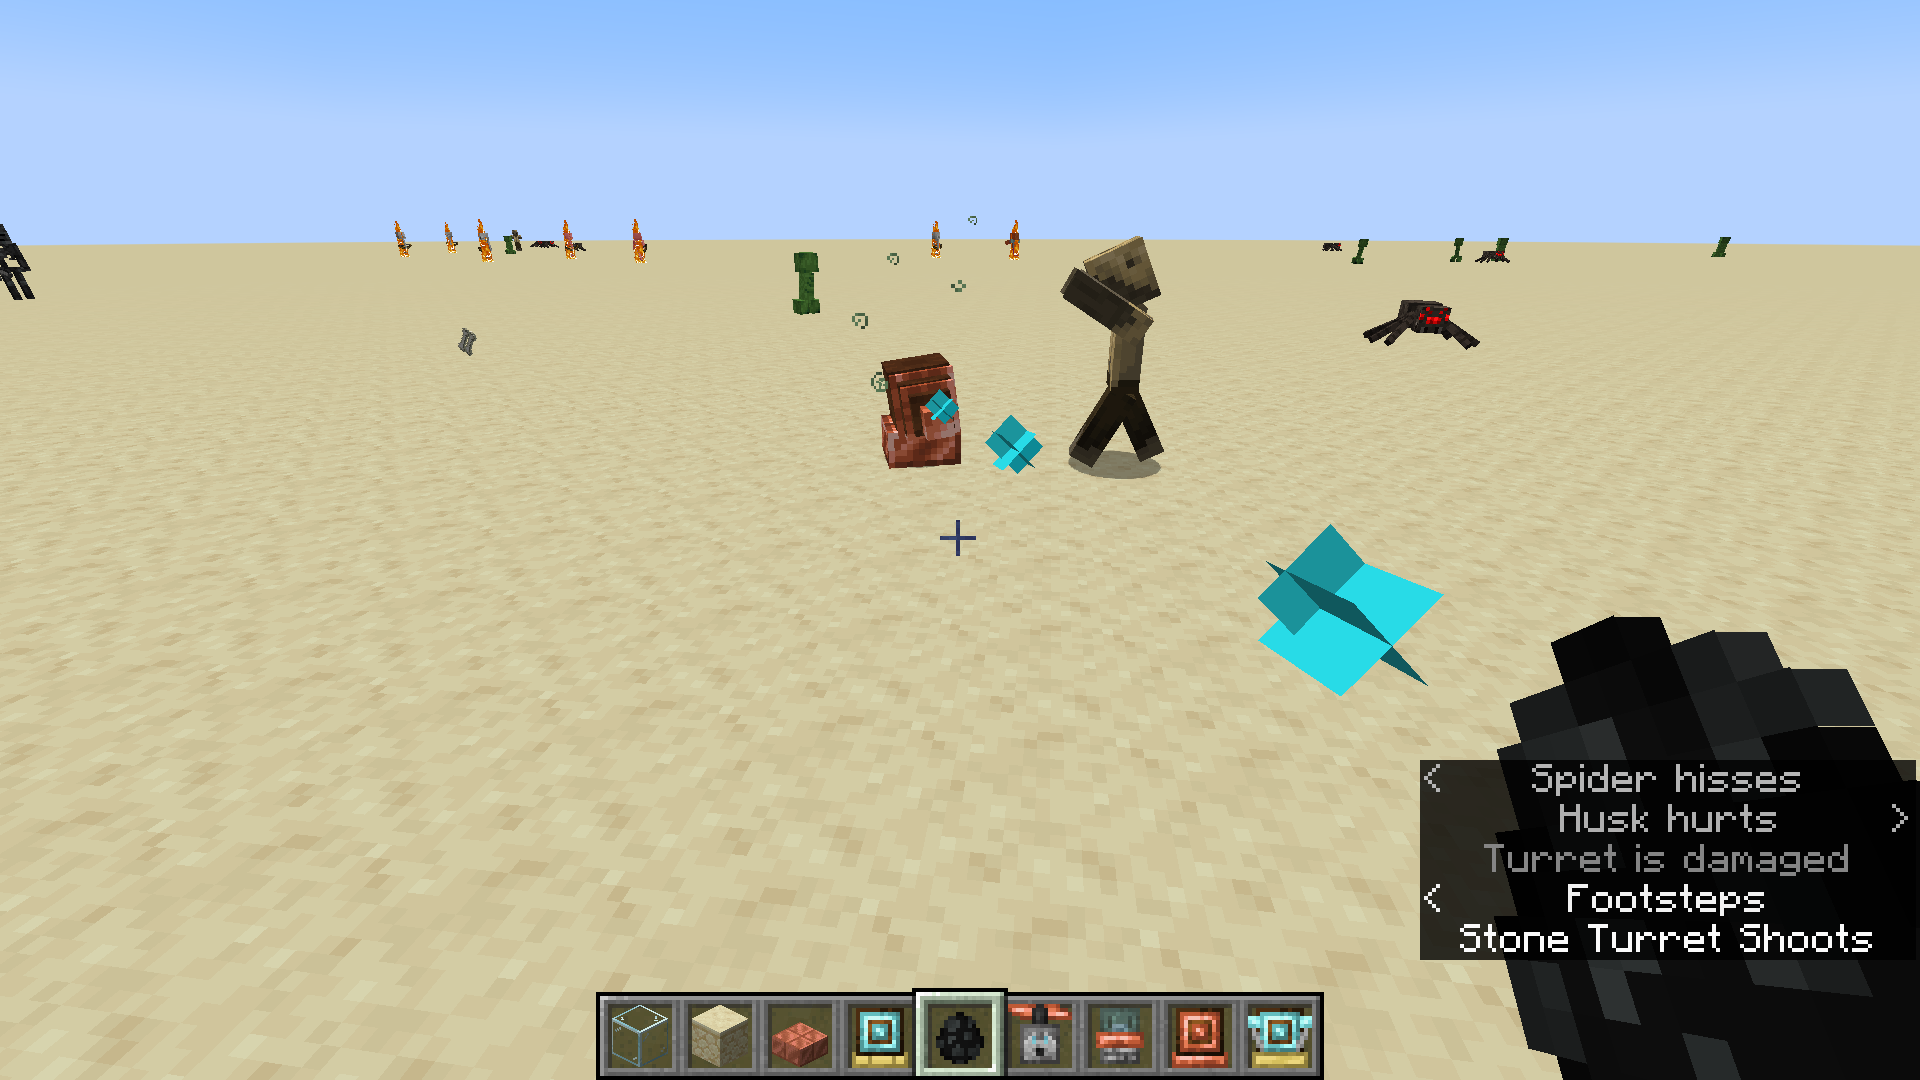 < Spider hisses
Husk hurts >
Turret is damaged
< Footsteps
Stone Turret Shoots